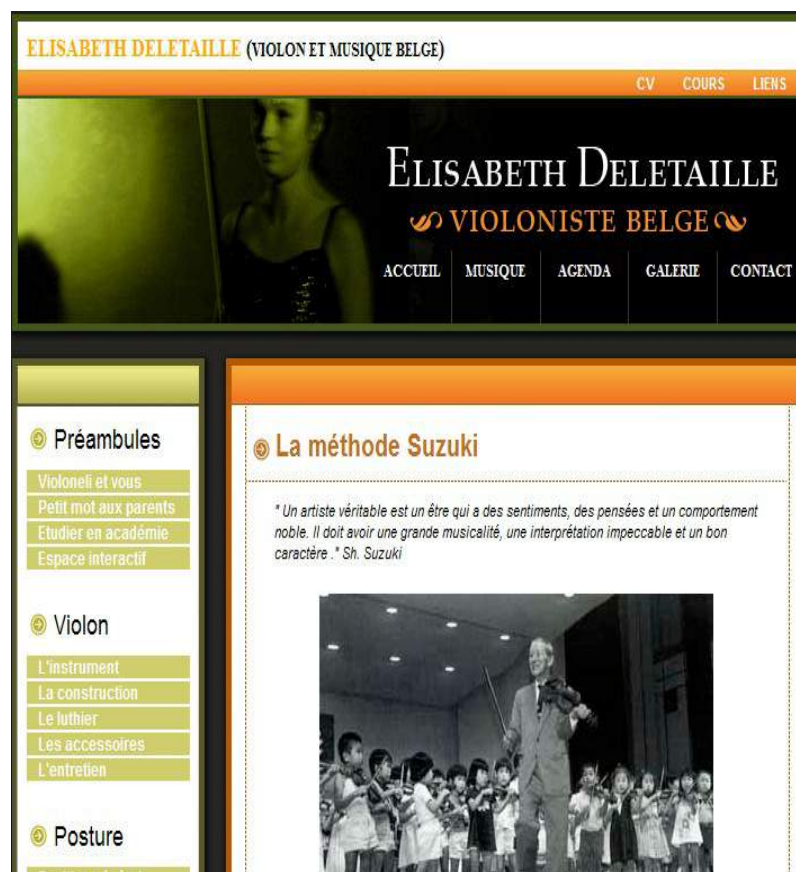 ELISABETH DELETAILLE (VIOLON ET MUSIQUE BELGE)
CV COURS LIENS
ELISABETH DELETAILLE
VIOLONISTE BELGE
ACCUEIL MUSIQUE AGENDA GALERIE CONTACT
Préambules
Violoneli et vous
Petit mot aux parents
Etudier en académie
Espace interactif
Violon
L'instrument
La construction
Le luthier
Les accessoires
L'entretien
Posture
La méthode Suzuki
" Un artiste véritable est un être qui a des sentiments, des pensées et un comportement
noble. Il doit avoir une grande musicalité, une interprétation impeccable et un bon
caractère ." Sh. Suzuki